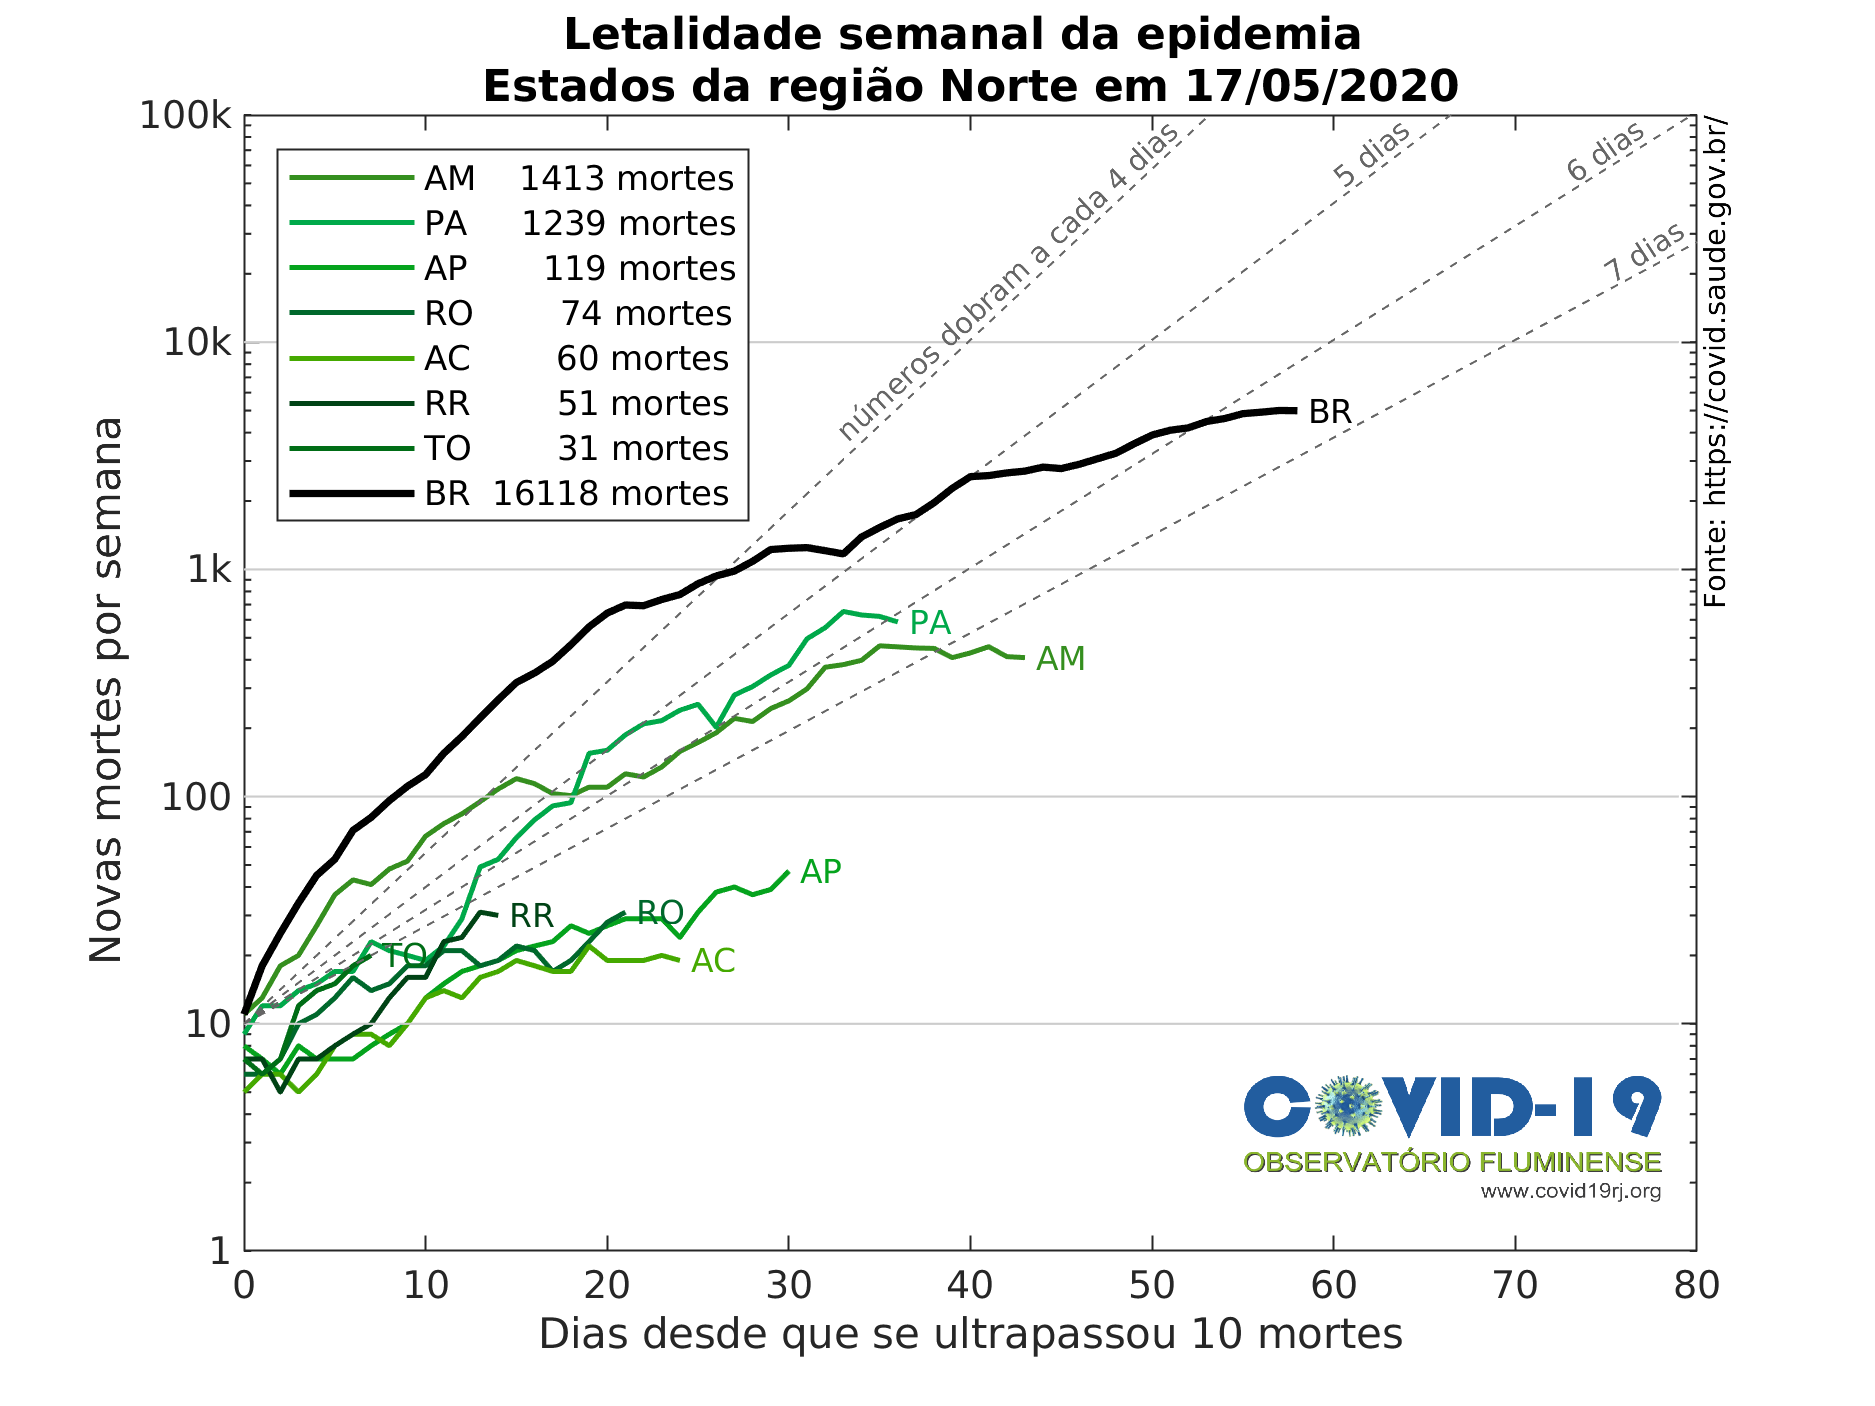 Letalidade semanal da epidemia
Estados da região Norte em 17/05/2020
100k
10k
1k
100
10
1
Novas mortes por semana
AM 1413 mortes
PA 1239 mortes
AP 119 mortes
RO 74 mortes
AC 60 mortes
RR 51 mortes
TO 31 mortes
BR 16118 mortes
números dobram a cada 4 dias
5 dias
6 dias
7 dias
BR
PA
AM
AP
RR
RO
TO
AC
Fonte: https://covid.saude.gov.br/
COVID-19
OBSERVATÓRIO FLUMINENSE
www.covid19rj.org
0 10 20 30 40 50 60 70 80
Dias desde que se ultrapassou 10 mortes